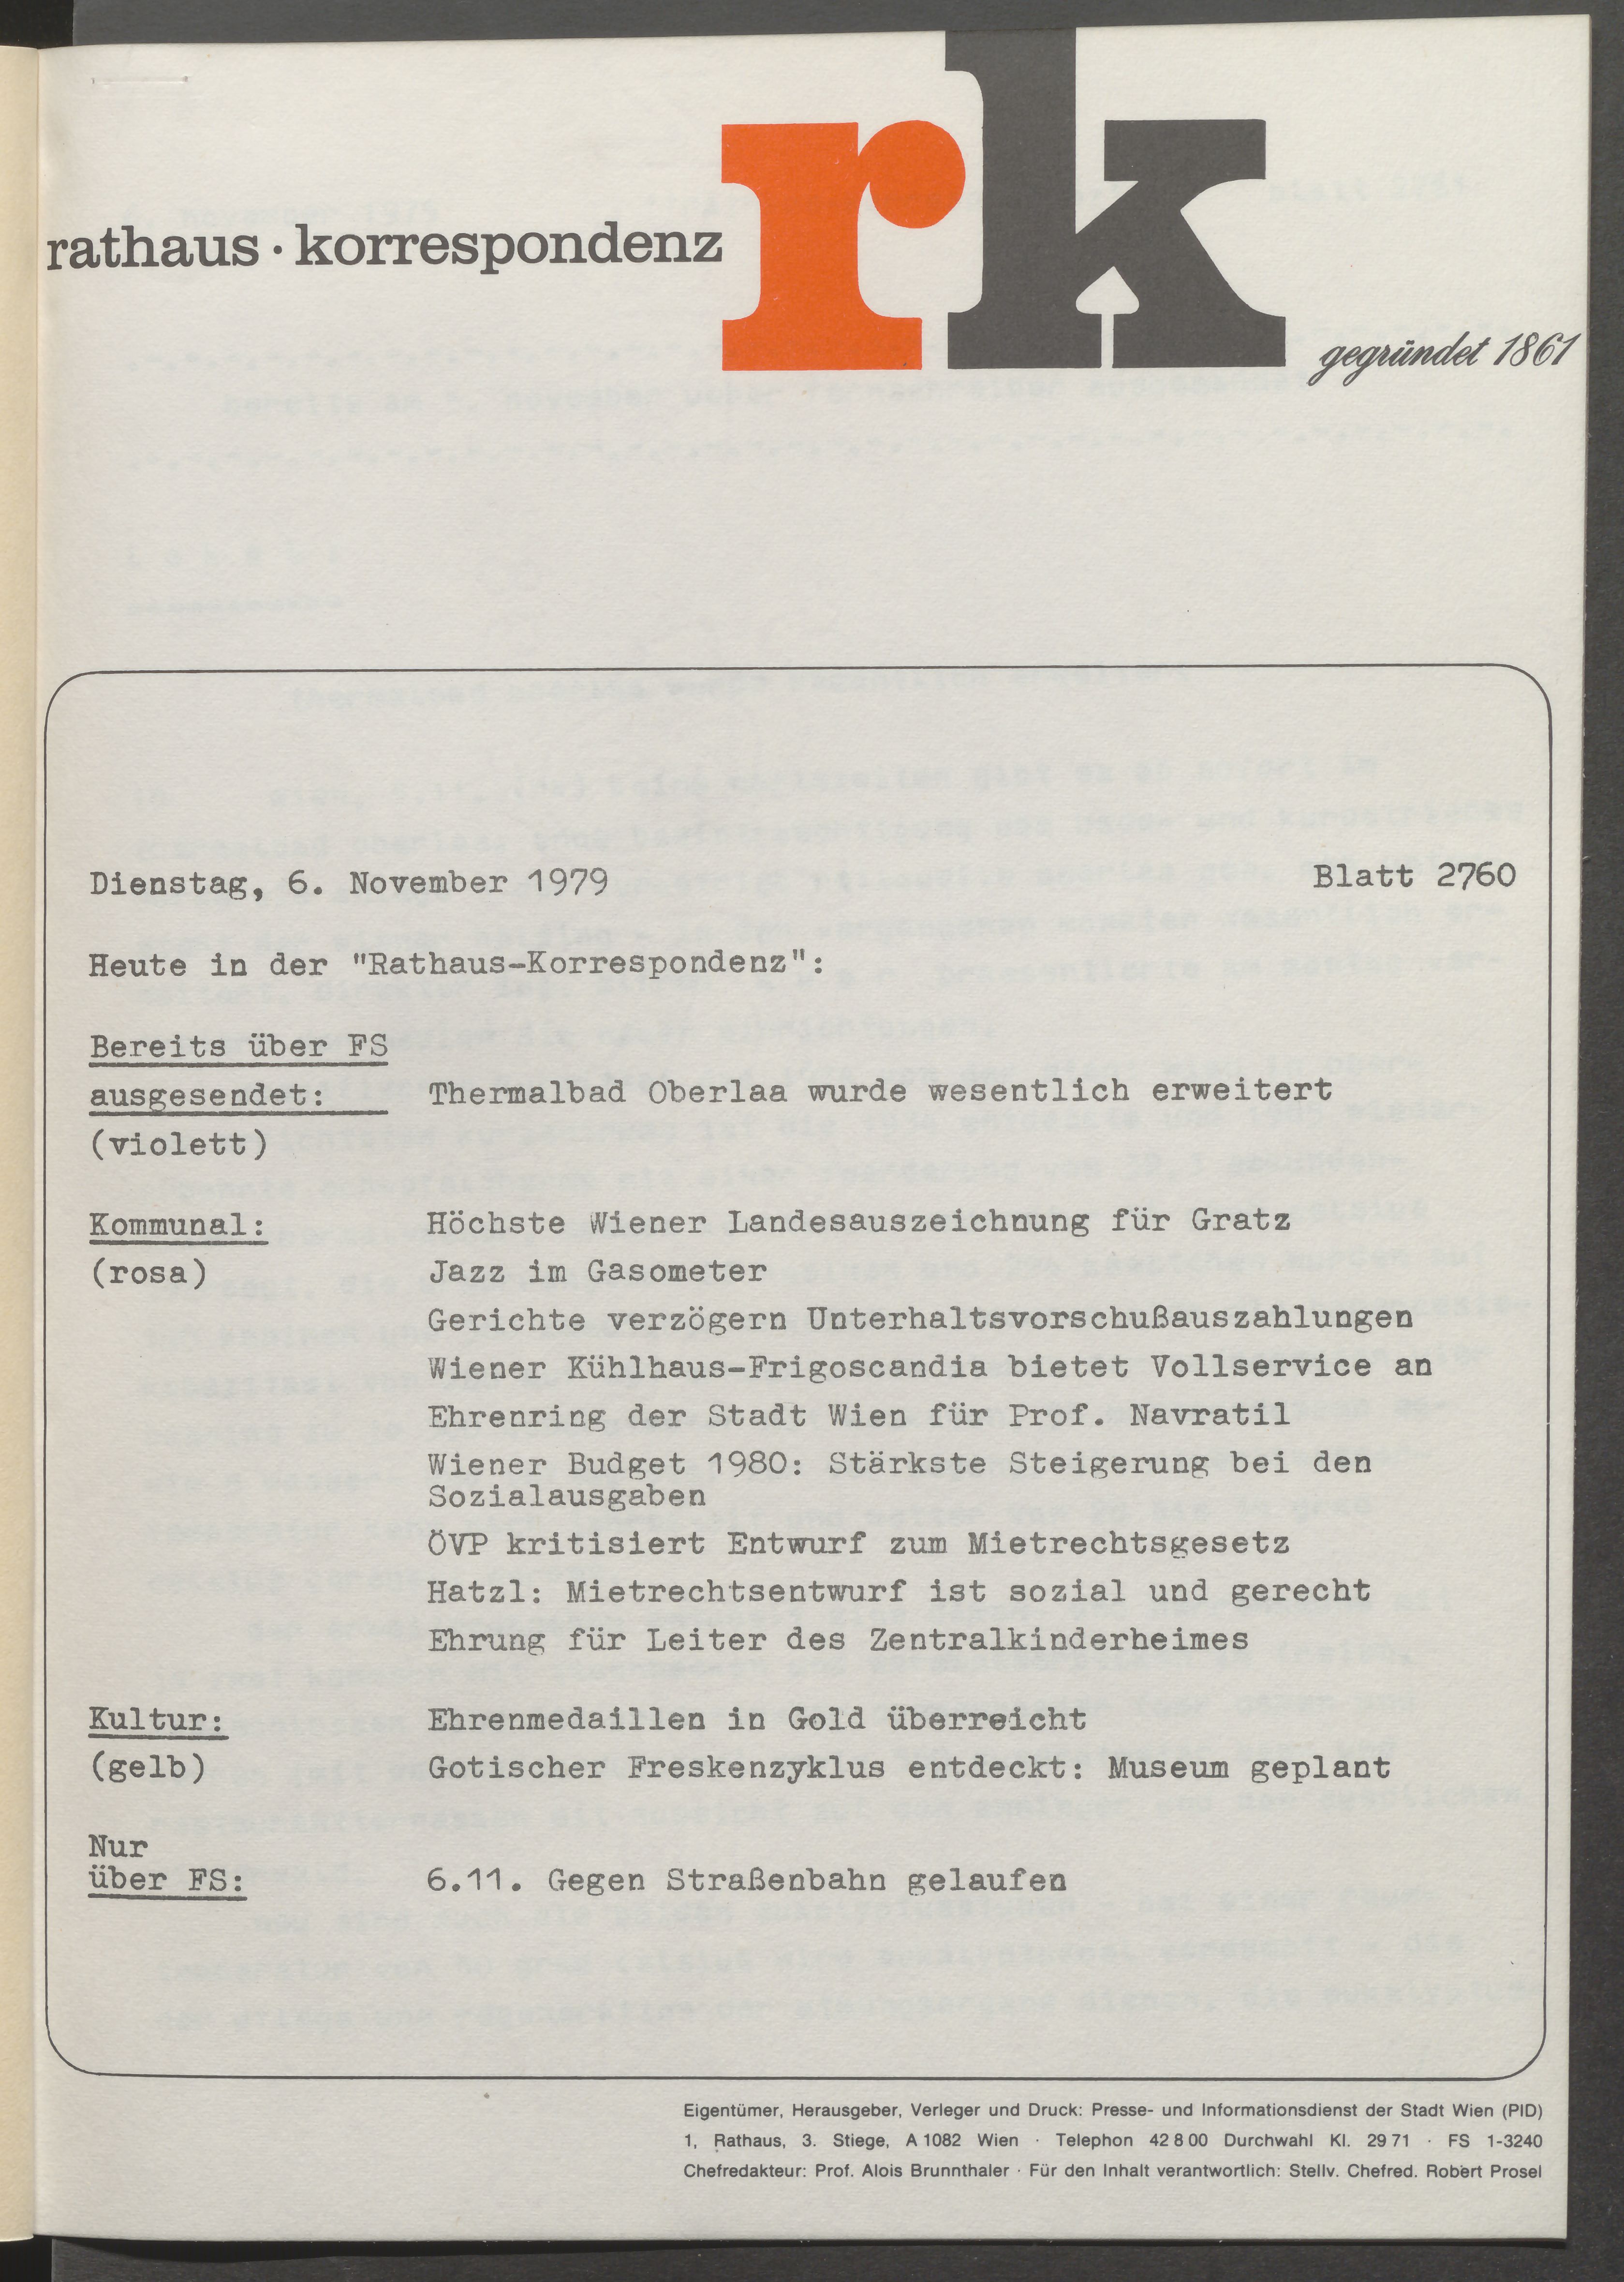 rathaus · korrespondenz
rk
gegründet 1861
Dienstag, 6. November 1979 Blatt 2760
Heute in der "Rathaus-Korrespondenz":
Bereits über FS
ausgesendet: Thermalbad Oberlaa wurde wesentlich erweitert
(violett)
Kommunal: Höchste Wiener Landesauszeichnung für Gratz
(rosa) Jazz im Gasometer
Gerichte verzögern Unterhaltsvorschußauszahlungen
Wiener Kühlhaus-Frigoscandia bietet Vollservice an
Ehrenring der Stadt Wien für Prof. Navratil
Wiener Budget 1980: Stärkste Steigerung bei den
Sozialausgaben
ÖVP kritisiert Entwurf zum Mietrechtsgesetz
Hatzl: Mietrechtsentwurf ist sozial und gerecht
Ehrung für Leiter des Zentralkinderheimes
Kultur: Ehrenmedaillen in Gold überreicht
(gelb) Gotischer Freskenzyklus entdeckt: Museum geplant
Nur
über FS: 6.11. Gegen Straßenbahn gelaufen
Eigentümer, Herausgeber, Verleger und Druck: Presse- und Informationsdienst der Stadt Wien (PID)
1, Rathaus, 3. Stiege, A 1082 Wien · Telephon 42 8 00 Durchwahl Kl. 29 71 · FS 1-3240
Chefredakteur: Prof. Alois Brunnthaler · Für den Inhalt verantwortlich: Stellv. Chefred. Robert Prosel